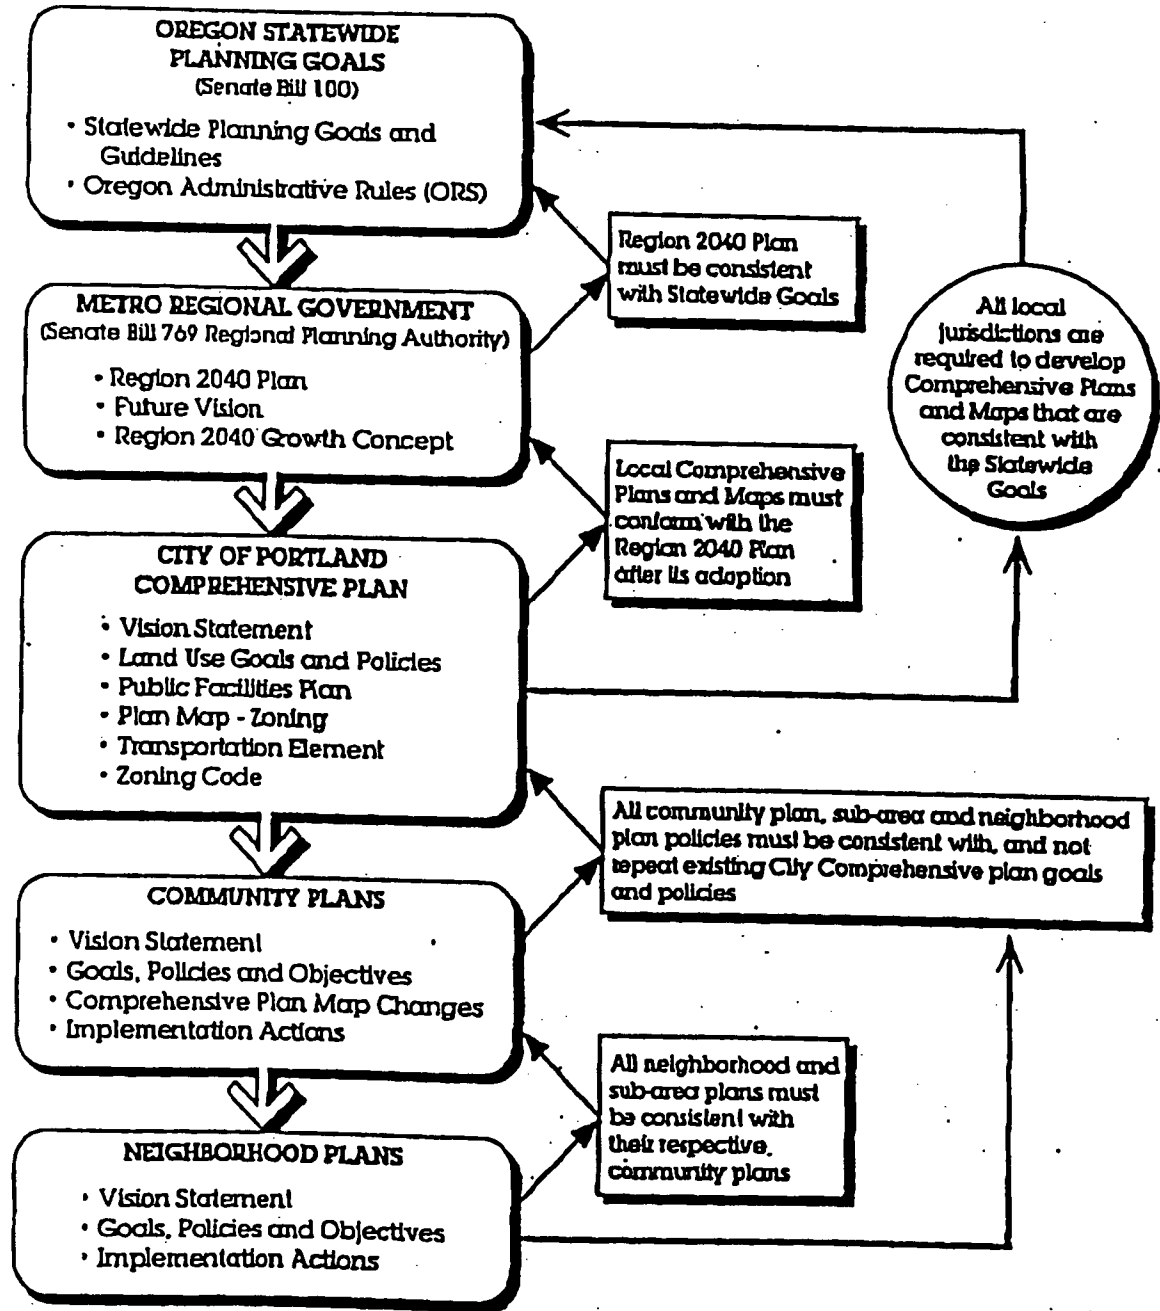 OREGON STATEWIDE
PLANNING GOALS
(Senate Bill 100)
• Statewide Planning Goals and
Guidelines
• Oregon Administrative Rules (ORS)
Region 2040 Plan
must be consistent
with Statewide Goals
METRO REGIONAL GOVERNMENT
(Senate Bill 769 Regional Planning Authority)
• Region 2040 Plan
• Future Vision
• Region 2040 Growth Concept
All local
jurisdictions are
required to develop
Comprehensive Plans
and Maps that are
consistent with
the Statewide
Goals
Local Comprehensive
Plans and Maps must
conform with the
Region 2040 Plan
after its adoption
CITY OF PORTLAND
COMPREHENSIVE PLAN
• Vision Statement
• Land Use Goals and Policies
• Public Facilities Plan
• Plan Map - Zoning
• Transportation Element
• Zoning Code
All community plan, sub-area and neighborhood
plan policies must be consistent with, and not
repeat existing City Comprehensive plan goals
and policies
COMMUNITY PLANS
• Vision Statement
• Goals, Policies and Objectives
• Comprehensive Plan Map Changes
• Implementation Actions
All neighborhood and
sub-area plans must
be consistent with
their respective,
community plans
NEIGHBORHOOD PLANS
• Vision Statement
• Goals, Policies and Objectives
• Implementation Actions